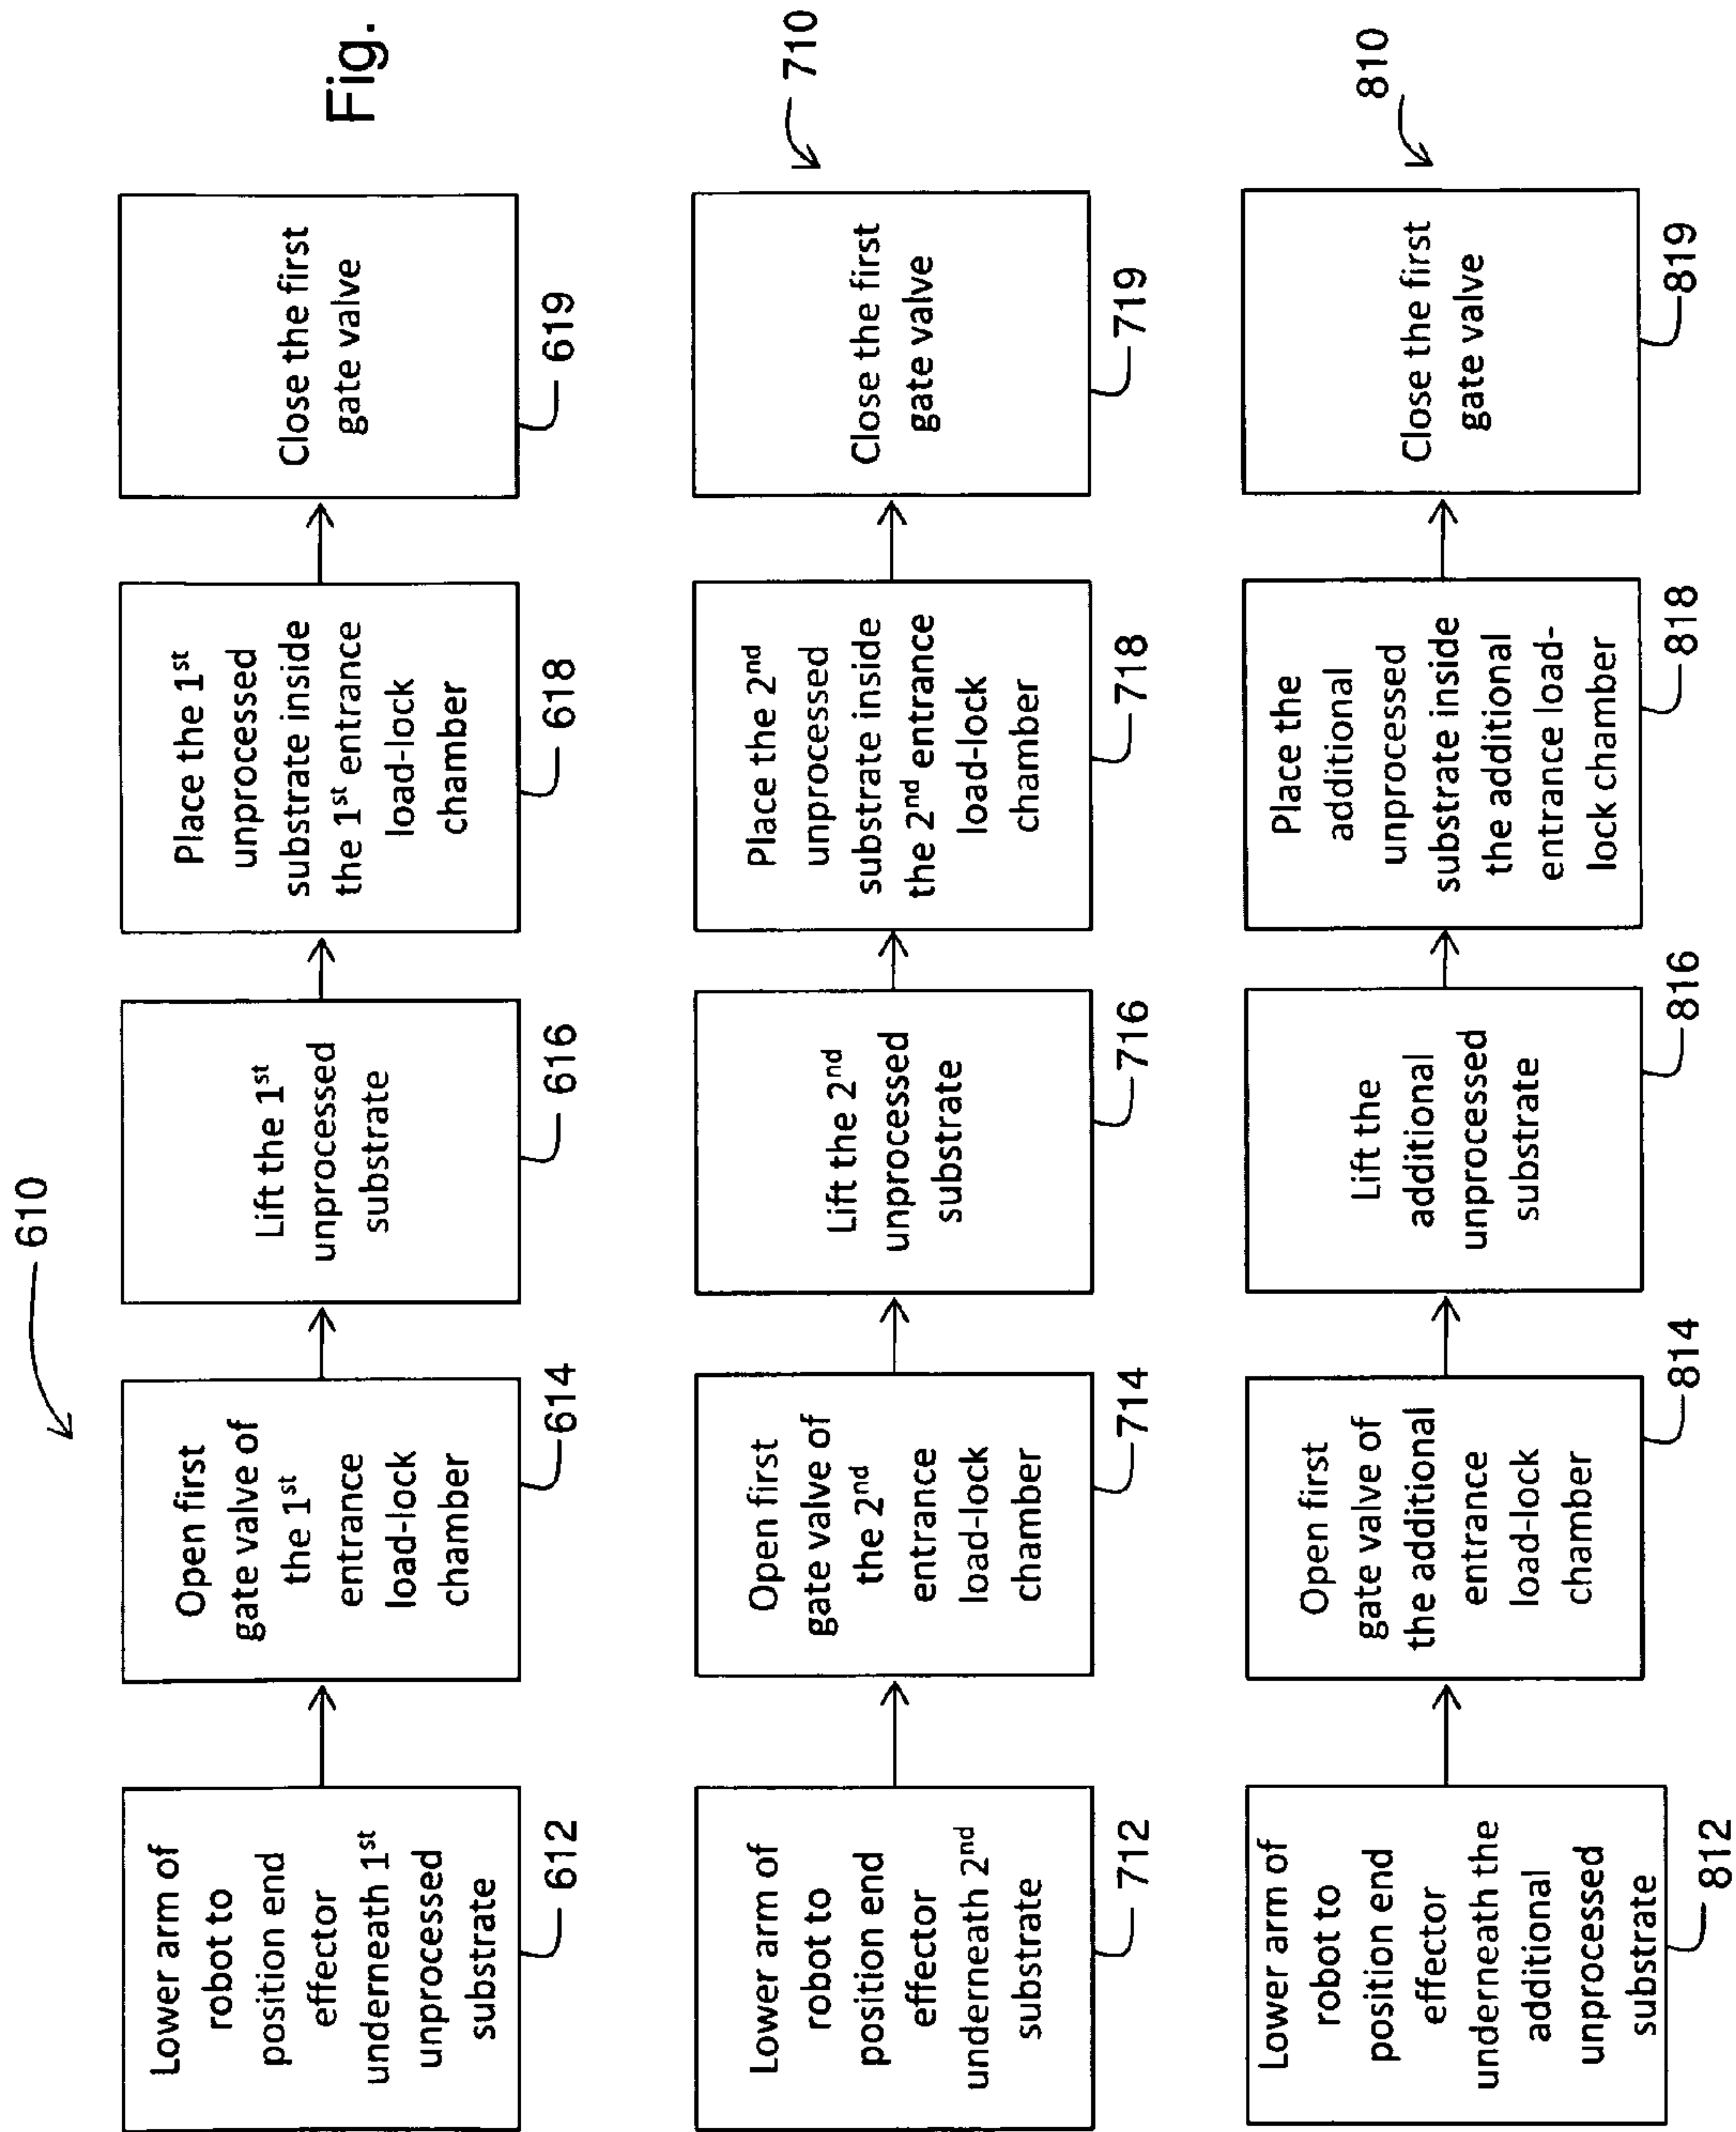 Fig.
610
Lower arm of
robot to
position end
effector
underneath 1st
unprocessed
substrate
612
Open first
gate valve of
the 1st
entrance
load-lock
chamber
614
Lift the 1st
unprocessed
substrate
616
Place the 1st
unprocessed
substrate inside
the 1st entrance
load-lock
chamber
618
Close the first
gate valve
619
710
Lower arm of
robot to
position end
effector
underneath 2nd
substrate
712
Open first
gate valve of
the 2nd
entrance
load-lock
chamber
714
Lift the 2nd
unprocessed
substrate
716
Place the 2nd
unprocessed
substrate inside
the 2nd entrance
load-lock
chamber
718
Close the first
gate valve
719
810
Lower arm of
robot to
position end
effector
underneath the
additional
unprocessed
substrate
812
Open first
gate valve of
the additional
entrance
load-lock
chamber
814
Lift the
additional
unprocessed
substrate
816
Place the
additional
unprocessed
substrate inside
the additional
entrance load-
lock chamber
818
Close the first
gate valve
819